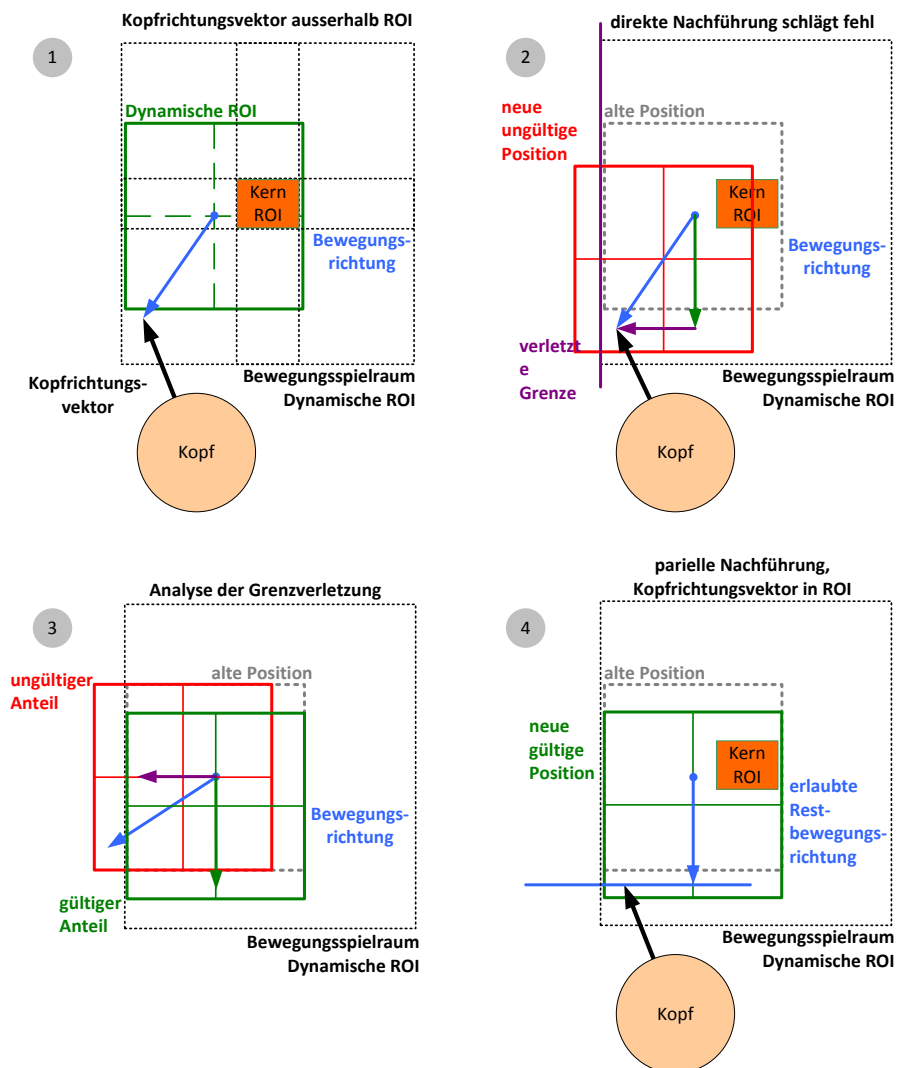 Kopfrichtungsvektor ausserhalb ROI
1
Dynamische ROI
Kern
ROI
Bewegungs-
richtung
Kopfrichtungs-
vektor
Bewegungsspielraum
Dynamische ROI
Kopf
direkte Nachführung schlägt fehl
2
neue
ungültige
Position
alte Position
Kern
ROI
Bewegungs-
richtung
verletzt
e
Grenze
Bewegungsspielraum
Dynamische ROI
Kopf
Analyse der Grenzverletzung
3
ungültiger
Anteil
alte Position
Bewegungs-
richtung
gültiger
Anteil
Bewegungsspielraum
Dynamische ROI
parielle Nachführung,
Kopfrichtungsvektor in ROI
4
alte Position
neue
gültige
Position
Kern
ROI
erlaubte
Rest-
bewegungs-
richtung
Bewegungsspielraum
Dynamische ROI
Kopf